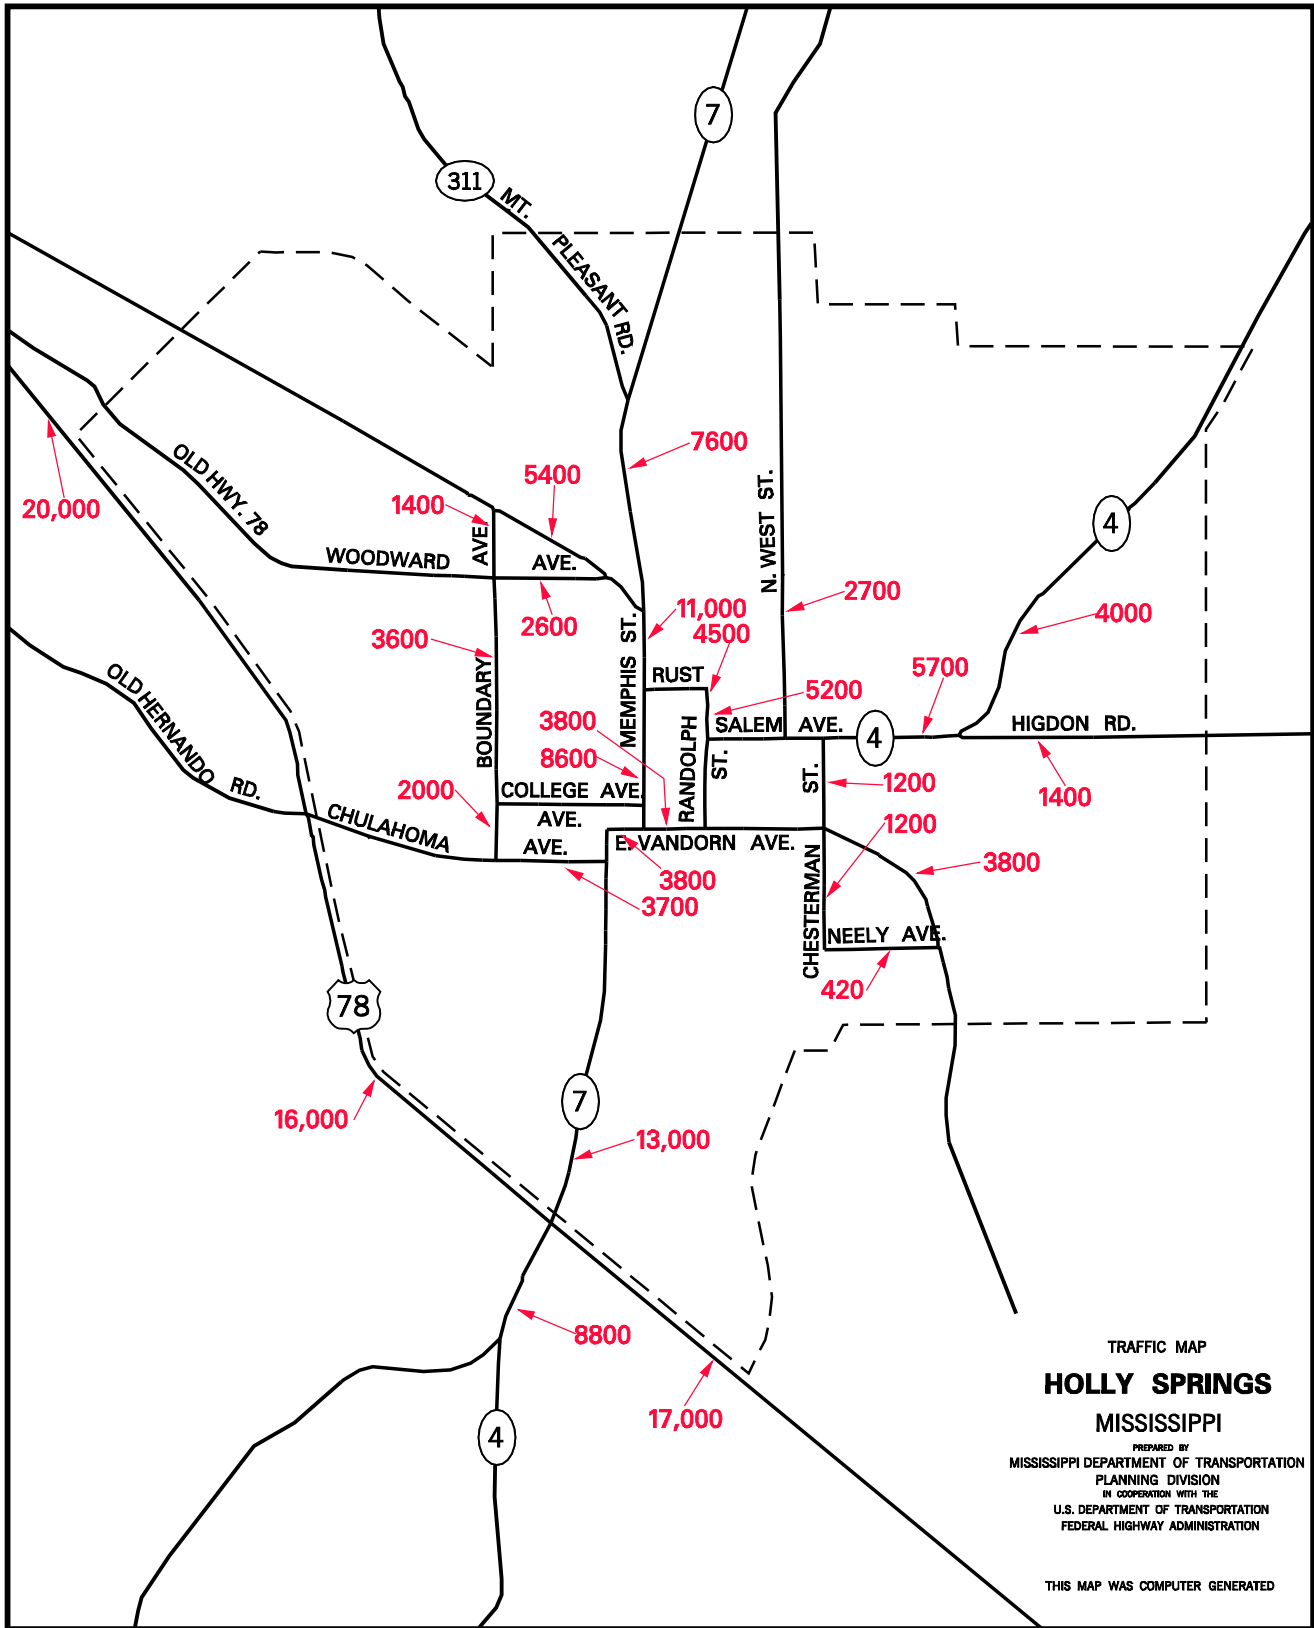 7
311
MT.
PLEASANT RD.
7600
5400
1400
20,000
OLD HWY. 78
AVE.
N. WEST ST.
4
WOODWARD
AVE.
2700
11,000
4000
2600
4500
3600
MEMPHIS ST.
RUST
5700
5200
OLD HERNANDO RD.
BOUNDARY
3800
RANDOLPH
ST.
SALEM AVE.
4
HIGDON RD.
8600
ST.
1200
1400
2000
COLLEGE AVE.
CHULAHOMA
AVE.
AVE.
E. VANDORN AVE.
1200
3800
3800
3700
CHESTERMAN
NEELY AVE.
420
78
7
16,000
13,000
8800
17,000
4
TRAFFIC MAP
HOLLY SPRINGS
MISSISSIPPI
PREPARED BY
MISSISSIPPI DEPARTMENT OF TRANSPORTATION
PLANNING DIVISION
IN COOPERATION WITH THE
U.S. DEPARTMENT OF TRANSPORTATION
FEDERAL HIGHWAY ADMINISTRATION
THIS MAP WAS COMPUTER GENERATED